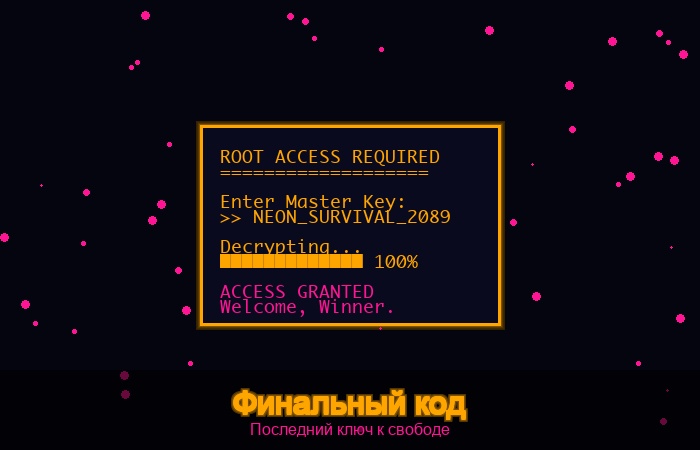 ROOT ACCESS REQUIRED
===================
Enter Master Key:
>> NEON_SURVIVAL_2089
Decrypting...
█████████████ 100%
ACCESS GRANTED
Welcome, Winner.
Финальный код
Последний ключ к свободе